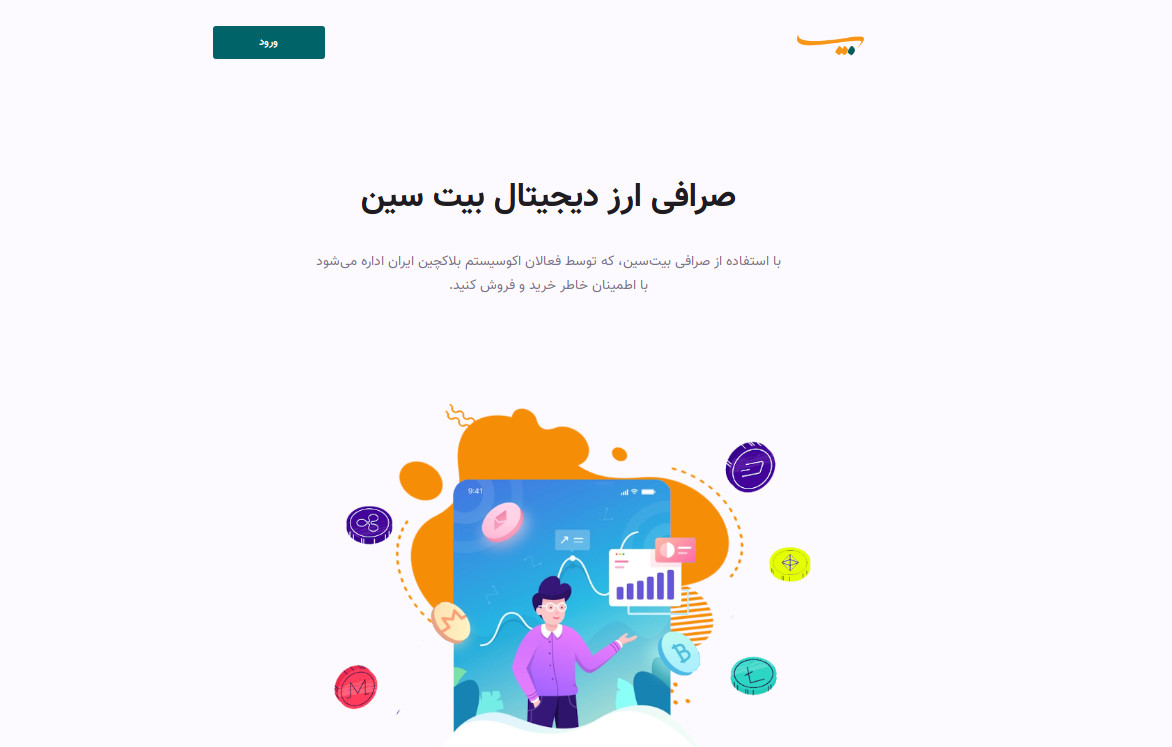 ورود
صرافی ارز دیجیتال بیت سین
با استفاده از صرافی بیت‌سین، که توسط فعالان اکوسیستم بلاکچین ایران اداره می‌شود
با اطمینان خاطر خرید و فروش کنید.
9:41